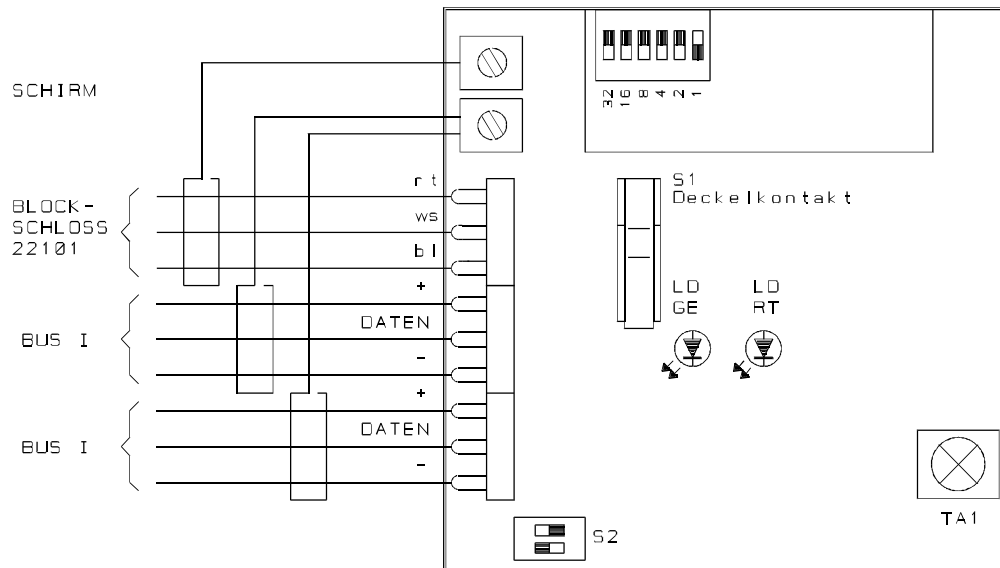 SCHIRM
32 16 8 4 2 1
S1
Deckelkontakt
BLOCK-
SCHLOSS
22101
rt
ws
bl
LD
GE
LD
RT
BUS I
+
DATEN
-
BUS I
+
DATEN
-
S2
TA1